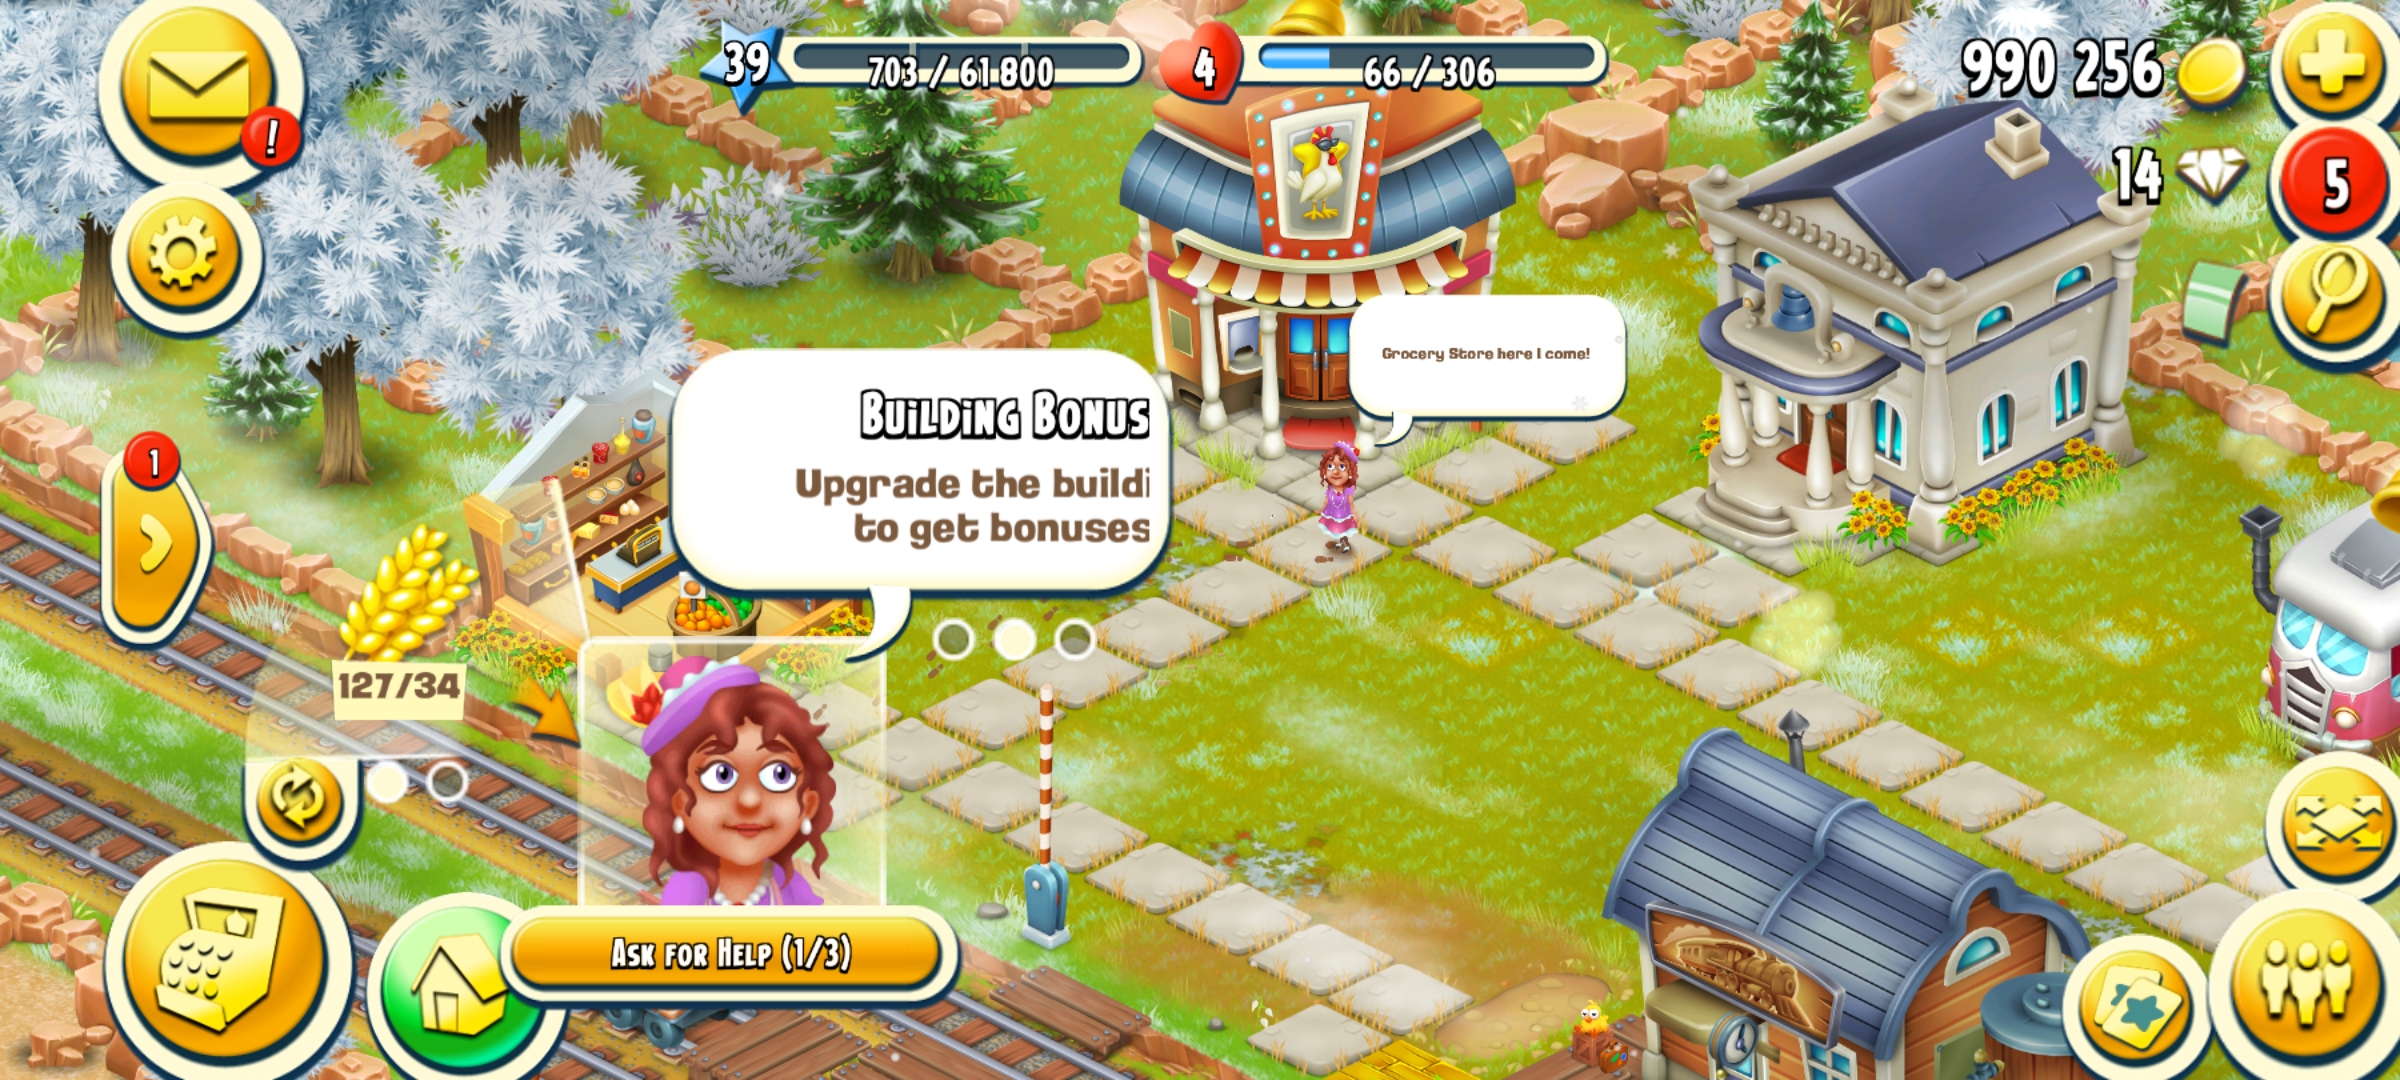 39
703 / 61 800
4
66 / 306
990 256
14
5
!
1
Grocery Store here I come!
Building Bonus
Upgrade the buildi
to get bonuses
127/34
Ask for Help (1/3)